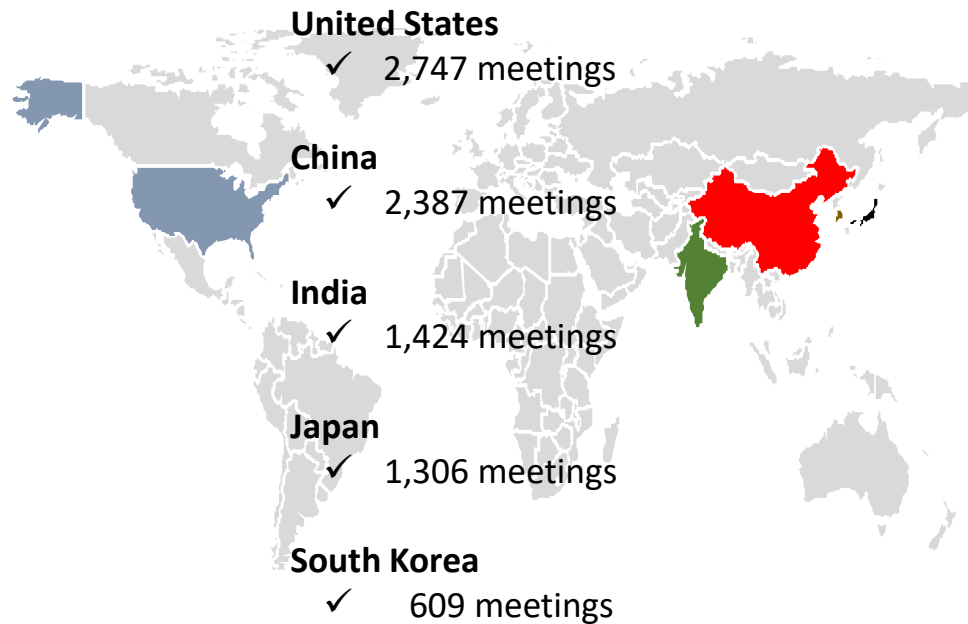 United States
✓ 2,747 meetings
China
✓ 2,387 meetings
India
✓ 1,424 meetings
Japan
✓ 1,306 meetings
South Korea
✓ 609 meetings